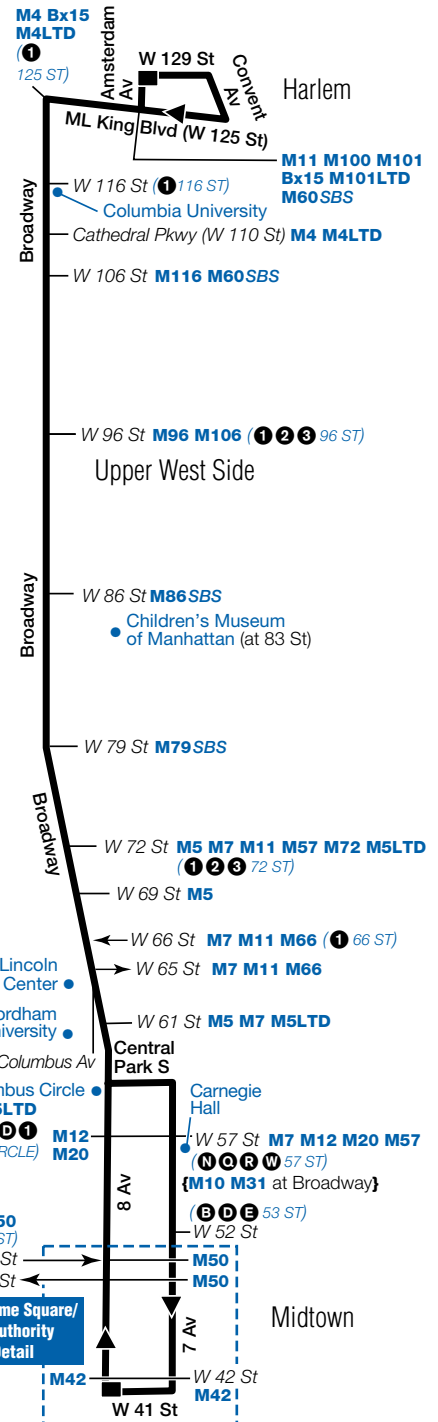 M4 Bx15
M4LTD
(1
125 ST)
Amsterdam
Av
W 129 St
Convent
Av
Harlem
ML King Blvd (W 125 St)
M11 M100 M101
Bx15 M101LTD
M60SBS
Broadway
W 116 St (1 116 ST)
Columbia University
Cathedral Pkwy (W 110 St) M4 M4LTD
W 106 St M116 M60SBS
W 96 St M96 M106 (1 2 3 96 ST)
Upper West Side
Broadway
W 86 St M86SBS
Children's Museum
of Manhattan (at 83 St)
W 79 St M79SBS
Broadway
W 72 St M5 M7 M11 M57 M72 M5LTD
(1 2 3 72 ST)
W 69 St M5
W 66 St M7 M11 M66 (1 66 ST)
W 65 St M7 M11 M66
Lincoln
Center
W 61 St M5 M7 M5LTD
Columbus Av
Central
Park S
Circle
D 1
M12
M20
Carnegie
Hall
W 57 St M7 M12 M20 M57
(N Q R W 57 ST)
{M10 M31 at Broadway}
8 Av
(B D E 53 ST)
W 52 St
St
M50
St
M50
7 Av
Midtown
Square/
Detail
M42
W 42 St
M42
W 41 St